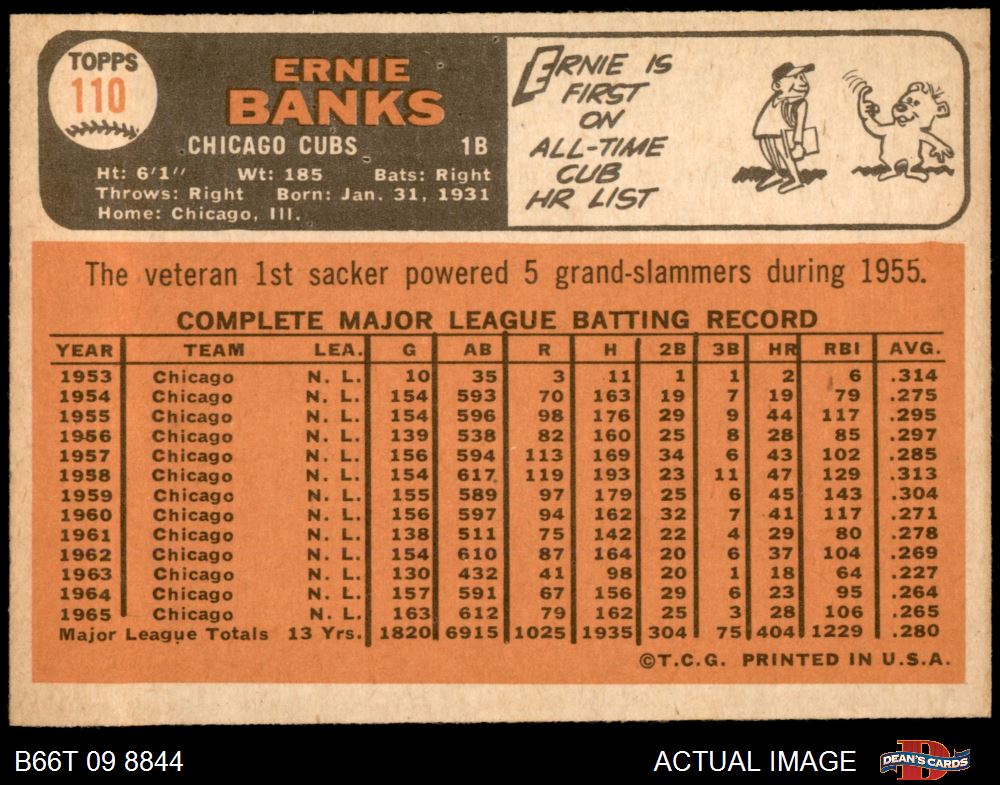 TOPPS
110
ERNIE
BANKS
CHICAGO CUBS 1B
Ht: 6'1" Wt: 185 Bats: Right
Throws: Right Born: Jan. 31, 1931
Home: Chicago, Ill.
ERNIE IS
FIRST
ON
ALL-TIME
CUB
HR LIST
The veteran 1st sacker powered 5 grand-slammers during 1955.
COMPLETE MAJOR LEAGUE BATTING RECORD
YEAR TEAM LEA. G AB R H 2B 3B HR RBI AVG.
1953 Chicago N. L. 10 35 3 11 1 1 2 6 .314
1954 Chicago N. L. 154 593 70 163 19 7 19 79 .275
1955 Chicago N. L. 154 596 98 176 29 9 44 117 .295
1956 Chicago N. L. 139 538 82 160 25 8 28 85 .297
1957 Chicago N. L. 156 594 113 169 34 6 43 102 .285
1958 Chicago N. L. 154 617 119 193 23 11 47 129 .313
1959 Chicago N. L. 155 589 97 179 25 6 45 143 .304
1960 Chicago N. L. 156 597 94 162 32 7 41 117 .271
1961 Chicago N. L. 138 511 75 142 22 4 29 80 .278
1962 Chicago N. L. 154 610 87 164 20 6 37 104 .269
1963 Chicago N. L. 130 432 41 98 20 1 18 64 .227
1964 Chicago N. L. 157 591 67 156 29 6 23 95 .264
1965 Chicago N. L. 163 612 79 162 25 3 28 106 .265
Major League Totals 13 Yrs. 1820 6915 1025 1935 304 75 404 1229 .280
©T.C.G. PRINTED IN U.S.A.
B66T 09 8844 ACTUAL IMAGE DEAN'S CARDS